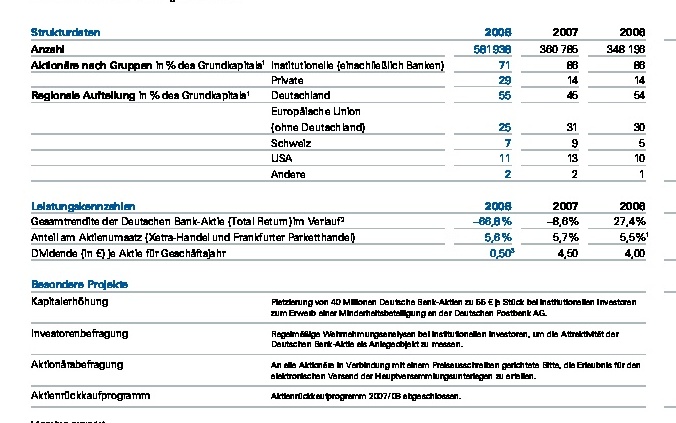 Strukturdaten 2008 2007 2006
Anzahl 581 938 360 785 348 196
Aktionäre nach Gruppen in % des Grundkapitals¹ Institutionelle (einschließlich Banken) 71 86 86
Private 29 14 14
Regionale Aufteilung in % des Grundkapitals¹ Deutschland 55 45 54
Europäische Union
(ohne Deutschland) 25 31 30
Schweiz 7 9 5
USA 11 13 10
Andere 2 2 1
Leistungskennzahlen 2008 2007 2006
Gesamtrendite der Deutschen Bank-Aktie (Total Return) im Verlauf² –66,8% –8,6% 27,4%
Anteil am Aktienumsatz (Xetra-Handel und Frankfurter Parketthandel) 5,6% 5,7% 5,5%¹
Dividende (in €) je Aktie für Geschäftsjahr 0,50³ 4,50 4,00
Besondere Projekte
Kapitalerhöhung Platzierung von 40 Millionen Deutsche Bank-Aktien zu 55 € je Stück bei institutionellen Investoren
zum Erwerb einer Minderheitsbeteiligung an der Deutschen Postbank AG.
Investorenbefragung Regelmäßige Wahrnehmungsanalysen bei institutionellen Investoren, um die Attraktivität der
Deutschen Bank-Aktie als Anlageobjekt zu messen.
Aktionärsbefragung An alle Aktionäre in Verbindung mit einem Preisausschreiben gerichtete Bitte, die Erlaubnis für den
elektronischen Versand der Hauptversammlungsunterlagen zu erteilen.
Aktienrückkaufprogramm Aktienrückkaufprogramm 2007/08 abgeschlossen.